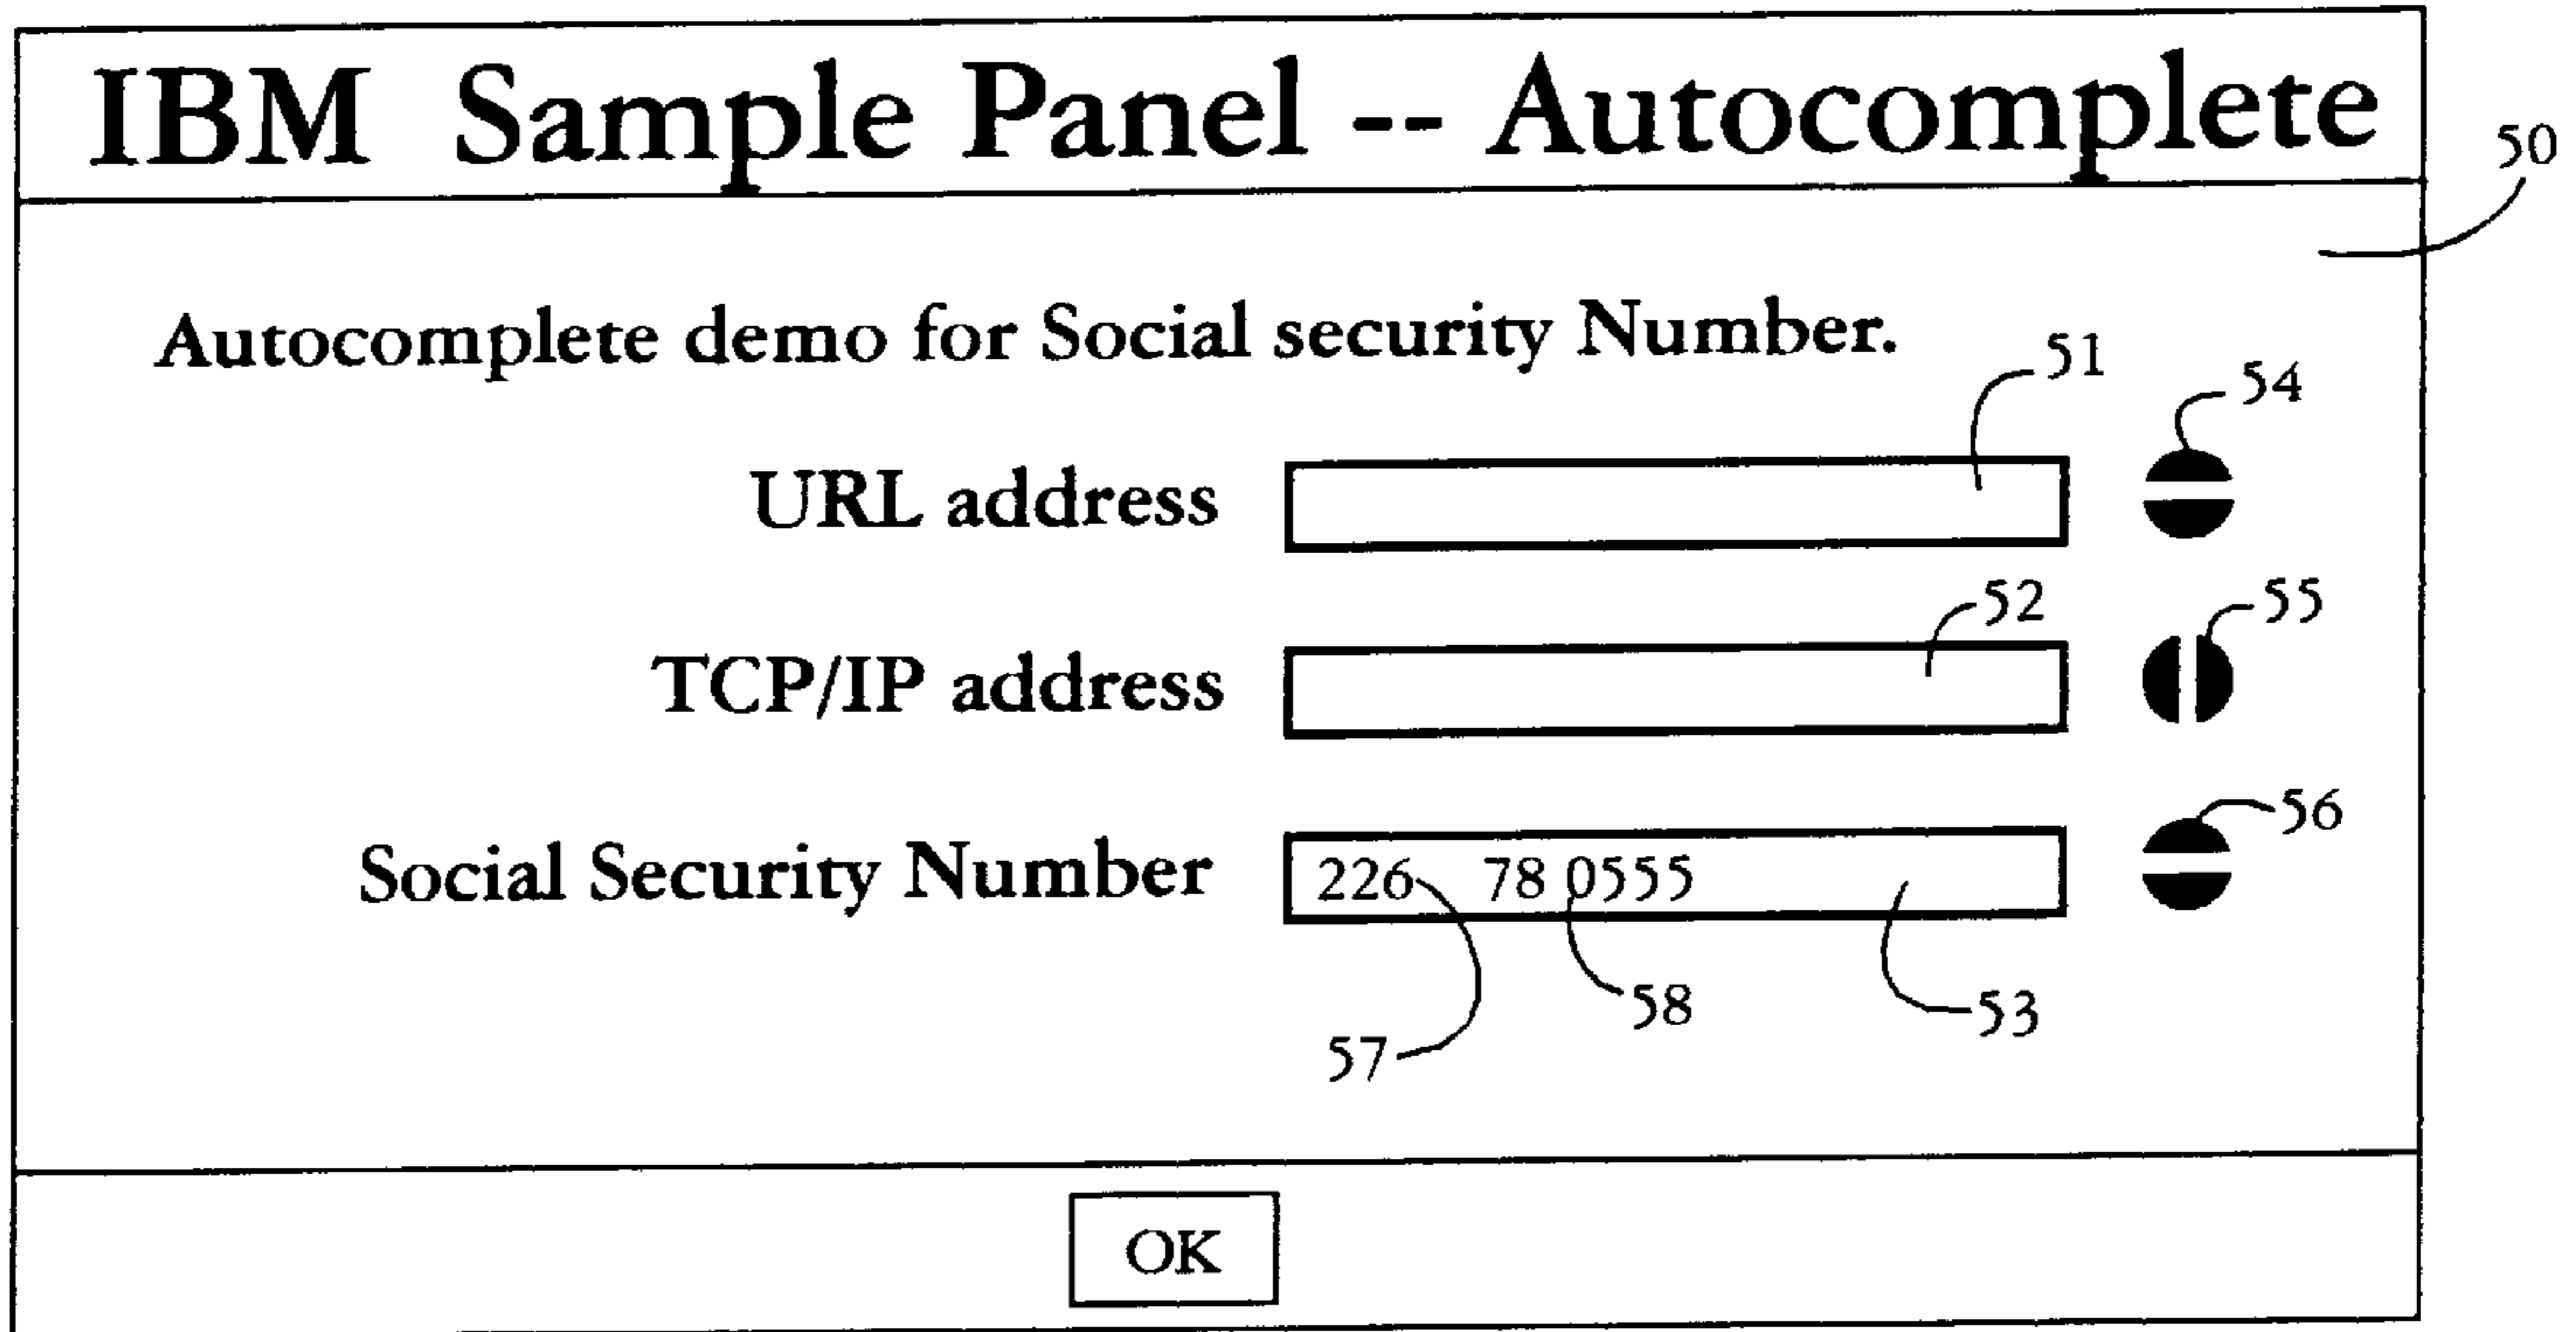 IBM Sample Panel -- Autocomplete
50
Autocomplete demo for Social security Number.
51
54
URL address
52
55
TCP/IP address
56
Social Security Number 226 78 0555
58
53
57
OK